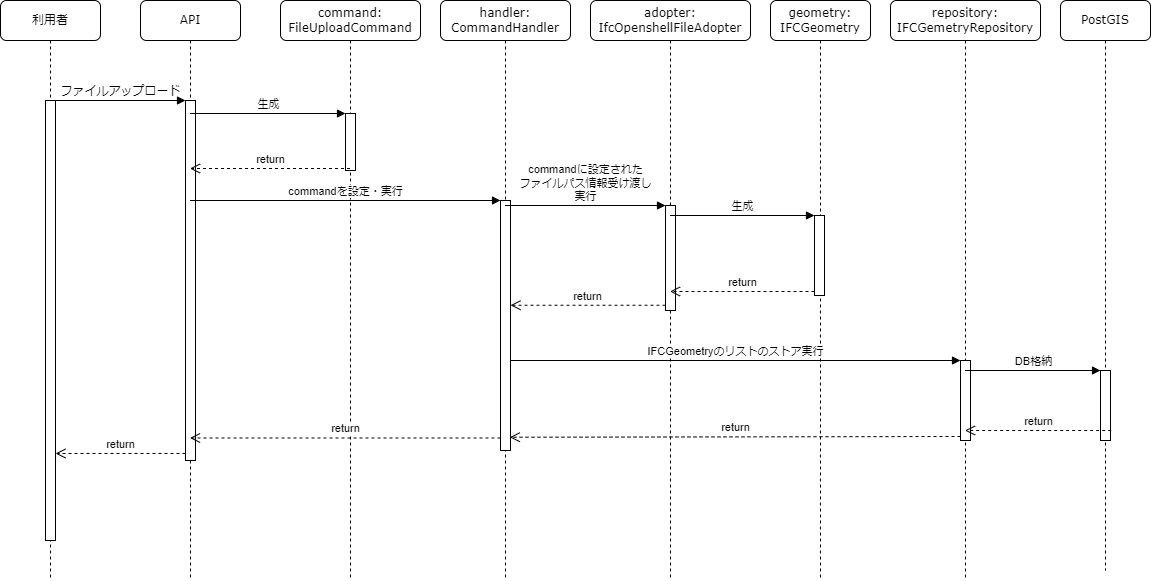 利用者
API
command:
FileUploadCommand
handler:
CommandHandler
adopter:
IfcOpenshellFileAdopter
geometry:
IFCGeometry
repository:
IFCGemetryRepository
PostGIS
ファイルアップロード
生成
return
commandを設定・実行
commandに設定された
ファイルパス情報受け渡し
実行
生成
return
return
IFCGeometryのリストのストア実行
DB格納
return
return
return
return